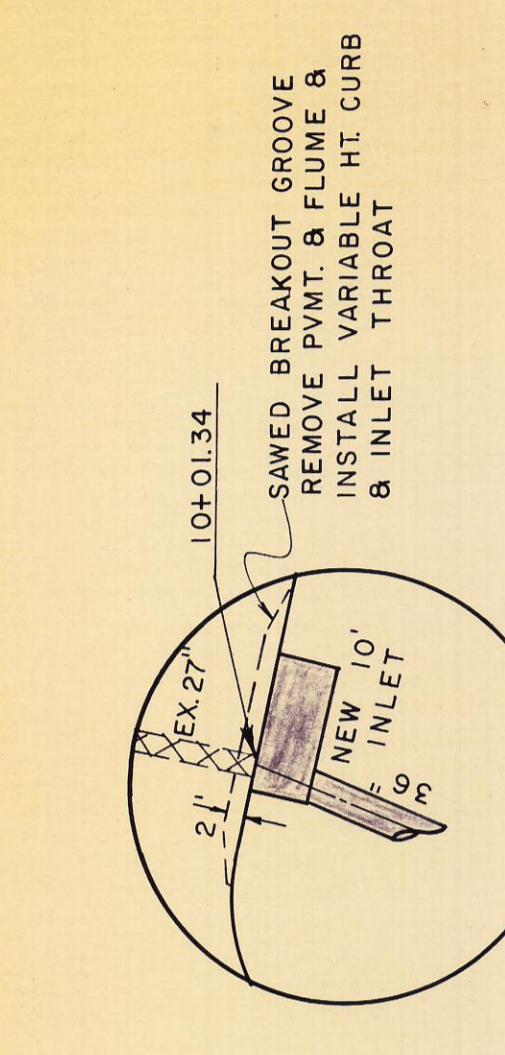 10+01.34
SAWED BREAKOUT GROOVE
REMOVE PVMT. & FLUME &
INSTALL VARIABLE HT. CURB
& INLET THROAT
EX. 27"
2'
NEW 10'
INLET
36"